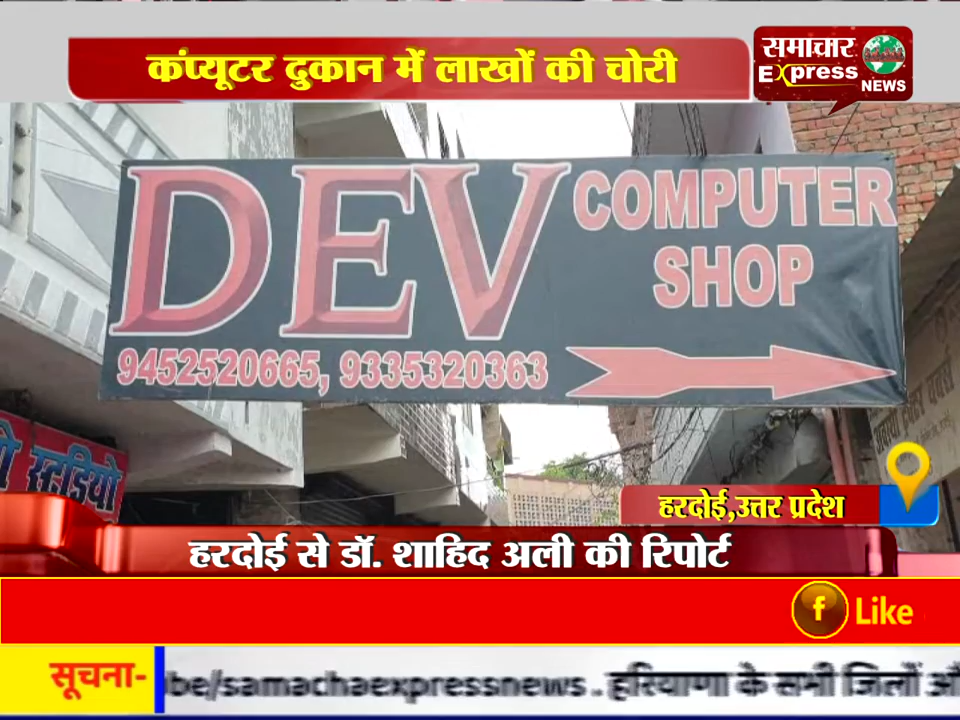 कंप्यूटर दुकान में लाखों की चोरी
समाचार
Express
NEWS
DEV
COMPUTER
SHOP
9452520665, 9335320363
स्टूडियो
हरदोई,उत्तर प्रदेश
हरदोई से डॉ. शाहिद अली की रिपोर्ट
f Like
सूचना- be/samachaexpressnews . हरियाणा के सभी जिलों